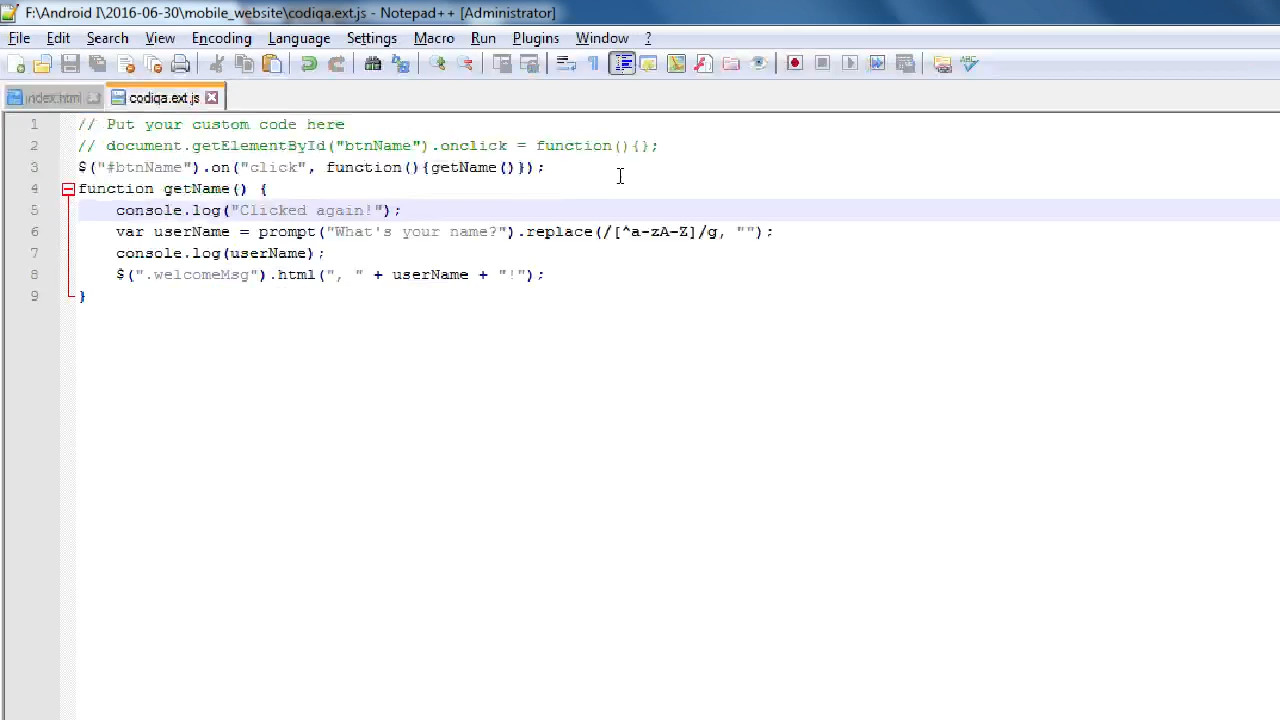 F:\Android I\2016-06-30\mobile_website\codiqa.ext.js - Notepad++ [Administrator]
File Edit Search View Encoding Language Settings Macro Run Plugins Window ?
index.html codiqa.ext.js
1 // Put your custom code here
2 // document.getElementById("btnName").onclick = function(){};
3 $("#btnName").on("click", function(){getName()});
4 function getName() {
5 console.log("Clicked again!");
6 var userName = prompt("What's your name?").replace(/[^a-zA-Z]/g, "");
7 console.log(userName);
8 $(".welcomeMsg").html(", " + userName + "!");
9 }